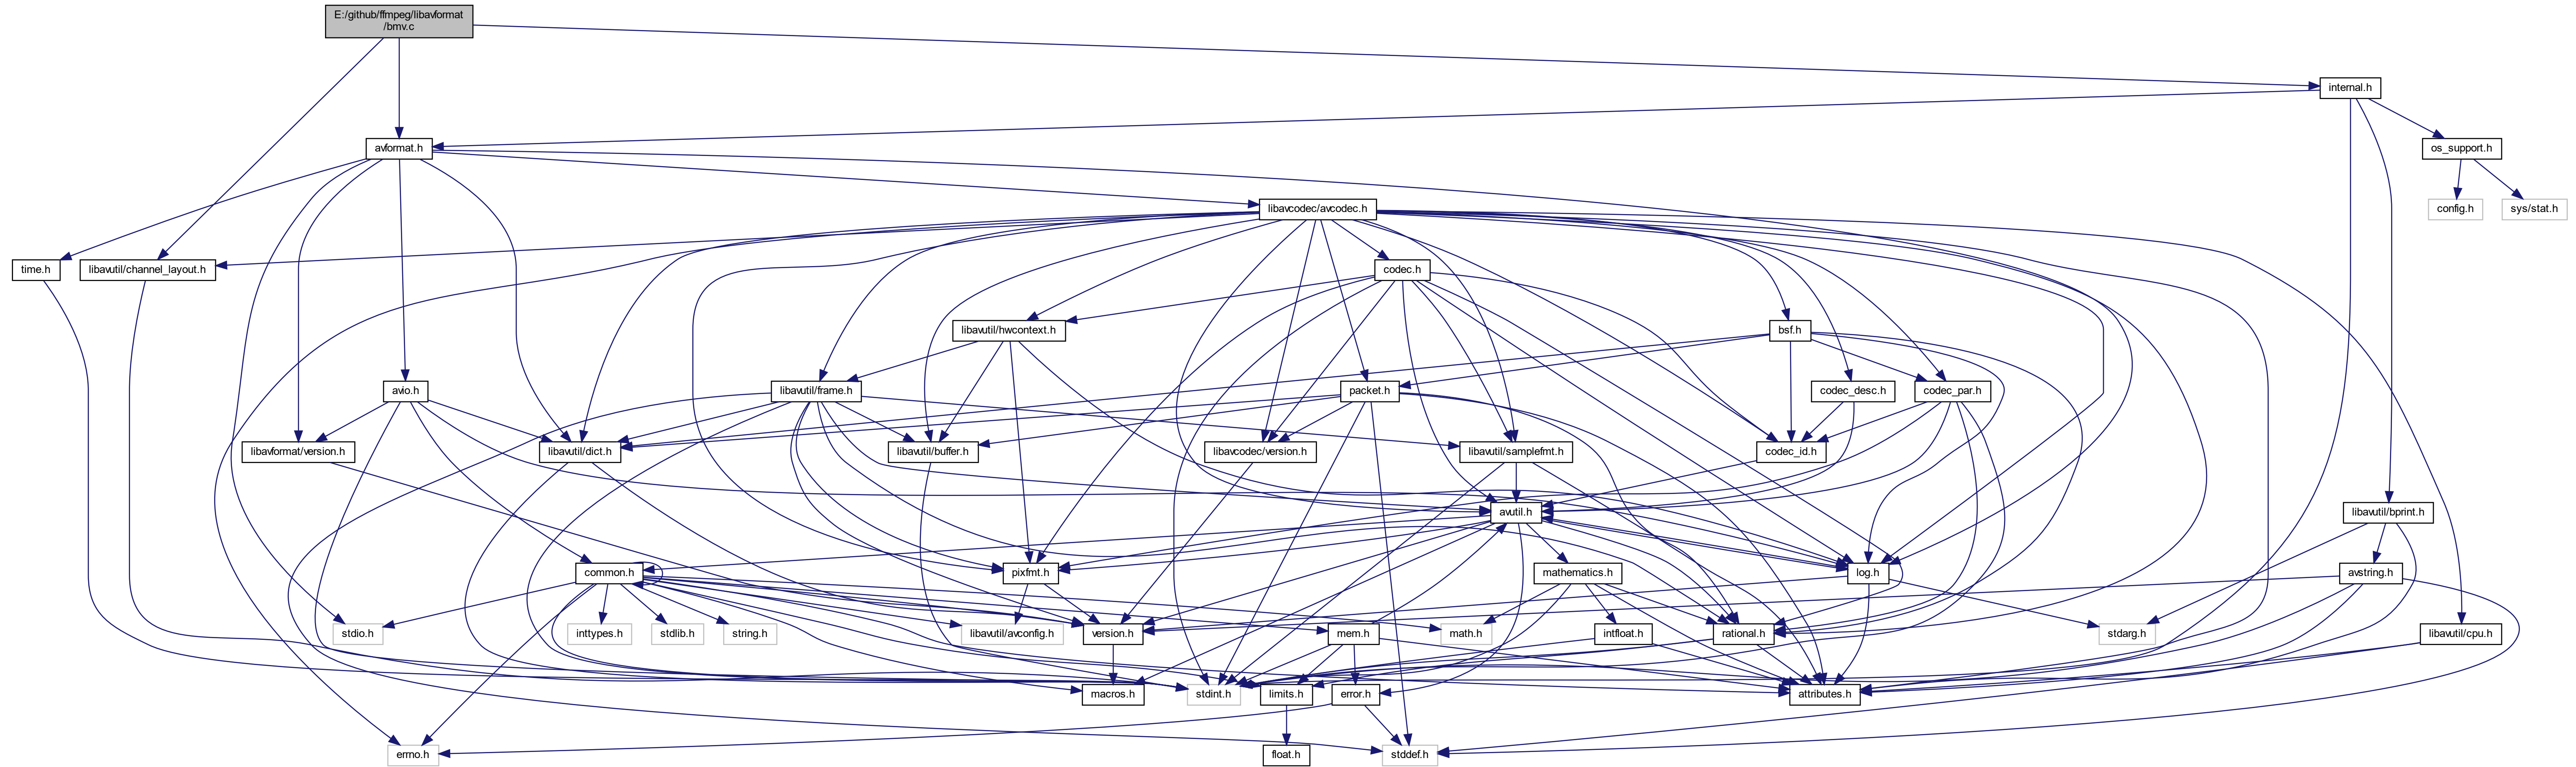 E:/github/ffmpeg/libavformat
/bmv.c
internal.h
avformat.h
os_support.h
libavcodec/avcodec.h
config.h
sys/stat.h
time.h
libavutil/channel_layout.h
codec.h
libavutil/hwcontext.h
bsf.h
avio.h
libavutil/frame.h
packet.h
codec_desc.h
codec_par.h
libavformat/version.h
libavutil/dict.h
libavutil/buffer.h
libavcodec/version.h
libavutil/samplefmt.h
codec_id.h
avutil.h
libavutil/bprint.h
common.h
pixfmt.h
mathematics.h
log.h
avstring.h
stdio.h
inttypes.h
stdlib.h
string.h
libavutil/avconfig.h
version.h
mem.h
math.h
intfloat.h
rational.h
stdarg.h
libavutil/cpu.h
macros.h
stdint.h
limits.h
error.h
attributes.h
errno.h
float.h
stddef.h